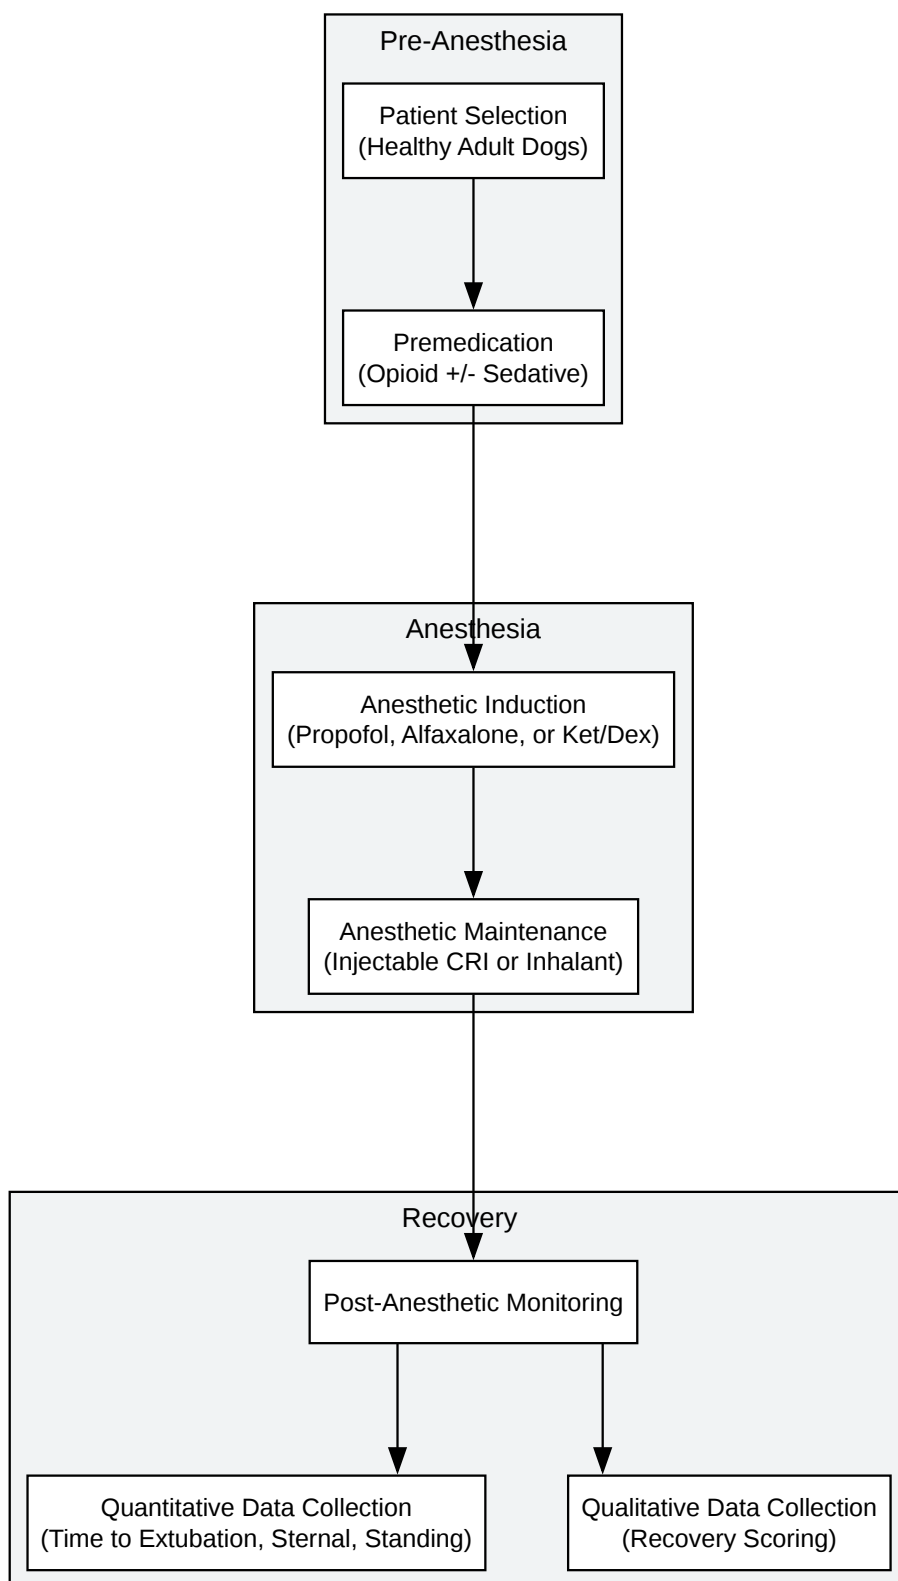 Pre-Anesthesia
Patient Selection
(Healthy Adult Dogs)
Premedication
(Opioid +/- Sedative)
Anesthesia
Anesthetic Induction
(Propofol, Alfaxalone, or Ket/Dex)
Anesthetic Maintenance
(Injectable CRI or Inhalant)
Recovery
Post-Anesthetic Monitoring
Quantitative Data Collection
(Time to Extubation, Sternal, Standing)
Qualitative Data Collection
(Recovery Scoring)